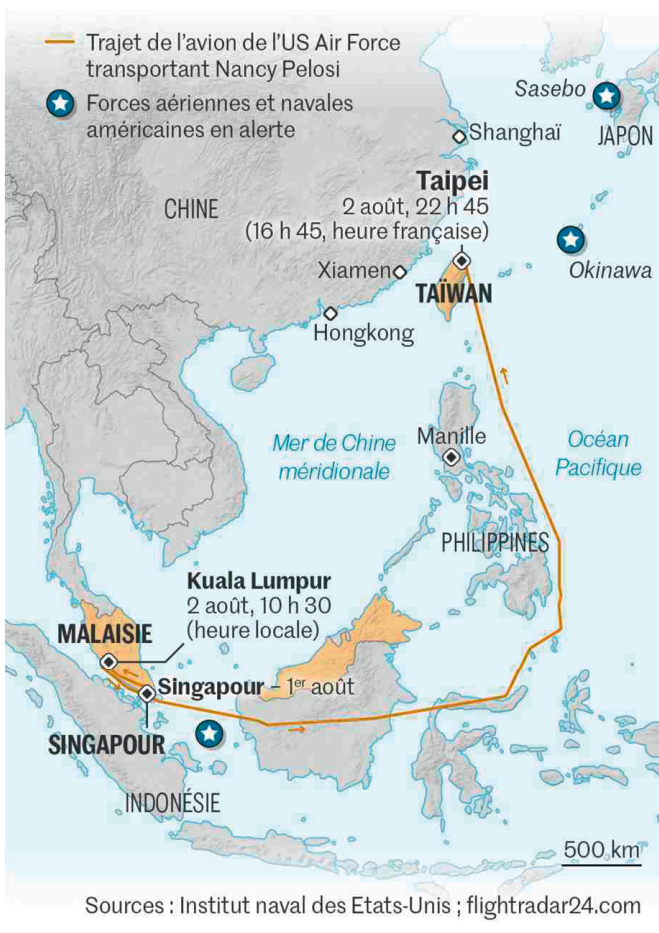 Trajet de l'avion de l'US Air Force
transportant Nancy Pelosi
Forces aériennes et navales
américaines en alerte
Sasebo
Shanghaï
JAPON
Taipei
2 août, 22 h 45
(16 h 45, heure française)
CHINE
Xiamen
Okinawa
TAÏWAN
Hongkong
Mer de Chine
méridionale
Manille
Océan
Pacifique
PHILIPPINES
Kuala Lumpur
2 août, 10 h 30
(heure locale)
MALAISIE
Singapour – 1er août
SINGAPOUR
INDONÉSIE
500 km
Sources : Institut naval des Etats-Unis ; flightradar24.com